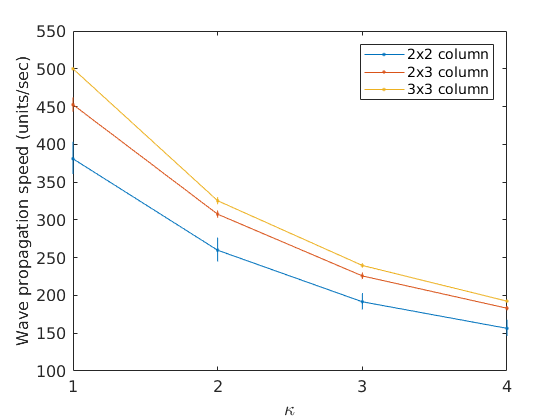 550
500
450
400
350
300
250
200
150
100
Wave propagation speed (units/sec)
2x2 column
2x3 column
3x3 column
1 2 3 4
κ